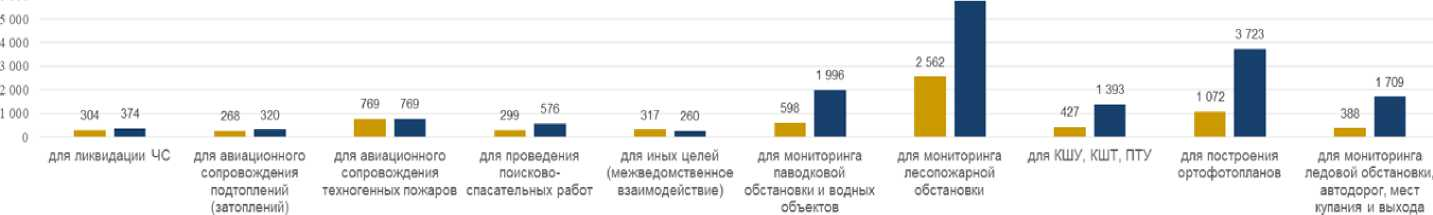 5 000
4 000
3 000
2 000
1 000
0
304
374
268
320
769
769
299
576
317
260
598
1 996
2 562
427
1 393
1 072
3 723
388
1 709
для ликвидации ЧС
для авиационного
сопровождения
подтоплений
(затоплений)
для авиационного
сопровождения
техногенных пожаров
для проведения
поисково-
спасательных работ
для иных целей
(межведомственное
взаимодействие)
для мониторинга
паводковой
обстановки и водных
объектов
для мониторинга
лесопожарной
обстановки
для КШУ, КШТ, ПТУ
для построения
ортофотопланов
для мониторинга
ледовой обстановки,
автодорог, мест
купания и выхода